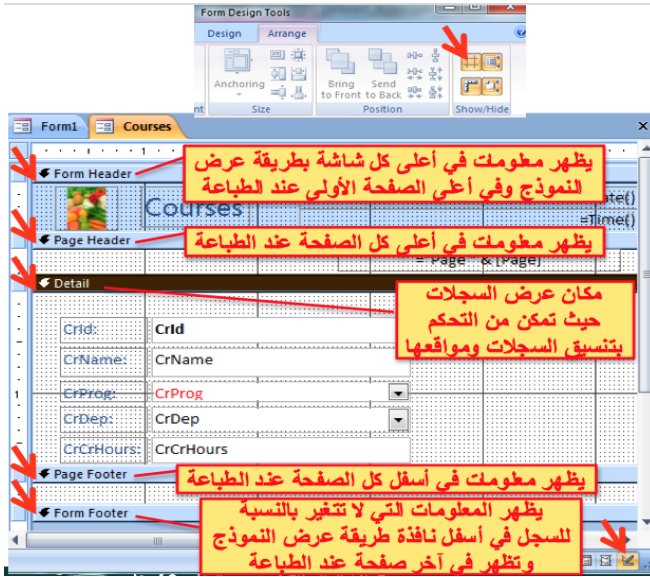 Form Design Tools
Design Arrange
Anchoring
Bring to Front
Send to Back
Size
Position
Show/Hide
Form1 Courses
Form Header
يظهر معلومات في أعلى كل شاشة بطريقة عرض
النموذج وفي أعلى الصفحة الأولى عند الطباعة
Courses
=Time()
Page Header
يظهر معلومات في أعلى كل الصفحة عند الطباعة
="Page " & [Page]
Detail
مكان عرض السجلات
حيث تمكن من التحكم
بتنسيق السجلات ومواقعها
CrId: CrId
CrName: CrName
CrProg: CrProg
1
CrDep: CrDep
CrCrHours: CrCrHours
Page Footer
يظهر معلومات في أسفل كل الصفحة عند الطباعة
Form Footer
يظهر المعلومات التي لا تتغير بالنسبة
للسجل في أسفل نافذة طريقة عرض النموذج
وتظهر في آخر صفحة عند الطباعة